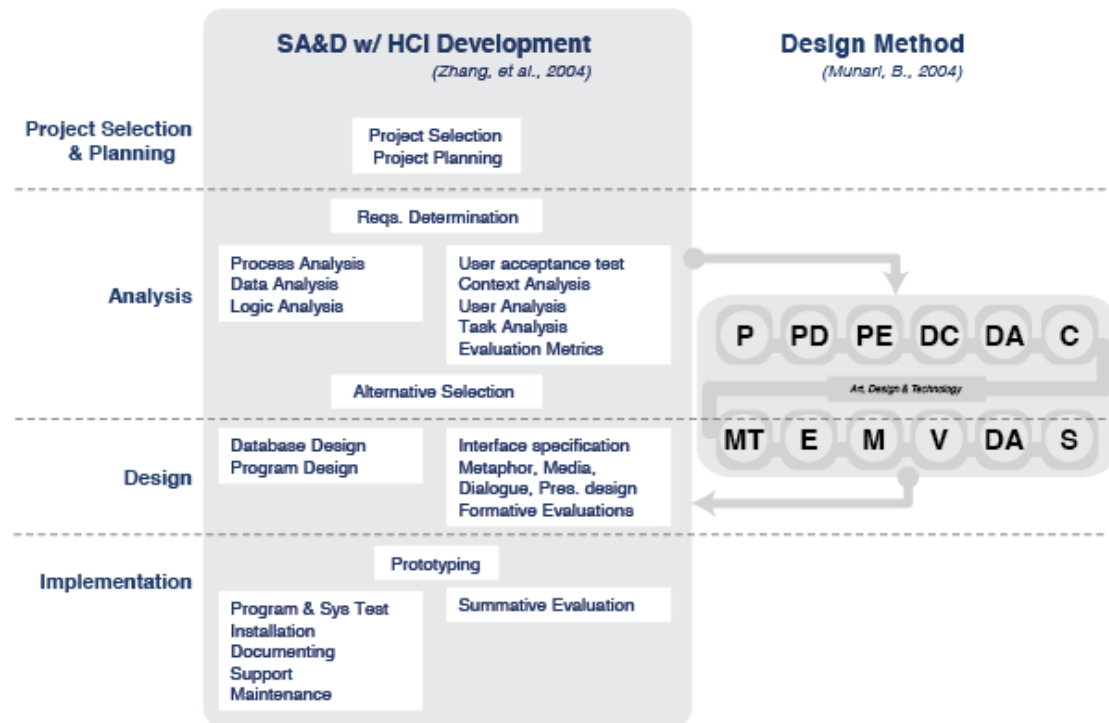 SA&D w/ HCI Development
(Zhang, et al., 2004)
Design Method
(Munari, B., 2004)
Project Selection
& Planning
Project Selection
Project Planning
Analysis
Reqs. Determination
Process Analysis
Data Analysis
Logic Analysis
User acceptance test
Context Analysis
User Analysis
Task Analysis
Evaluation Metrics
Alternative Selection
P PD PE DC DA C
Art, Design & Technology
MT E M V DA S
Design
Database Design
Program Design
Interface specification
Metaphor, Media,
Dialogue, Pres. design
Formative Evaluations
Implementation
Prototyping
Program & Sys Test
Installation
Documenting
Support
Maintenance
Summative Evaluation